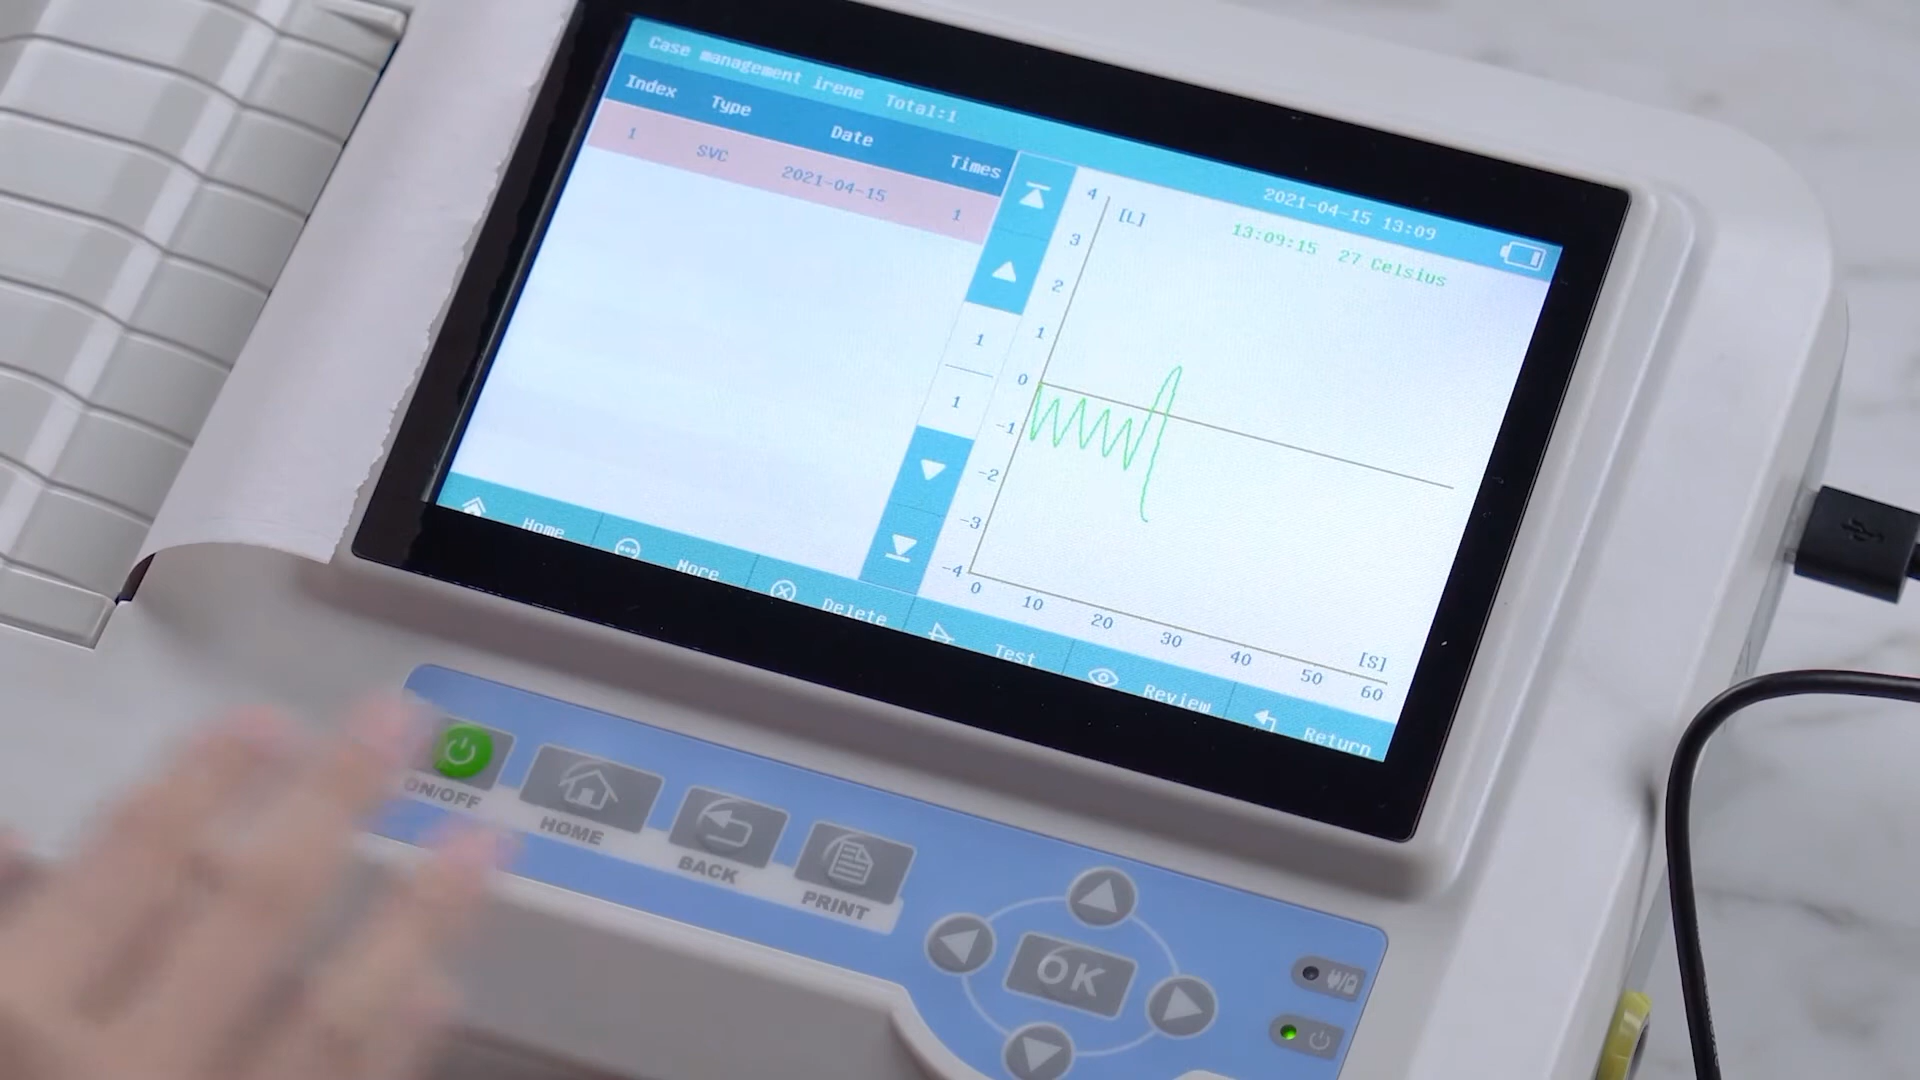 Case management irene Total:1
2021-04-15 13:09
Index Type Date Times
1 SVC 2021-04-15 1
1
1
[L]
13:09:15 27 Celsius
4
3
2
1
0
-1
-2
-3
-4
0 10 20 30 40 50 60
[S]
Home More Delete Test Review Return
ON/OFF HOME BACK PRINT
OK